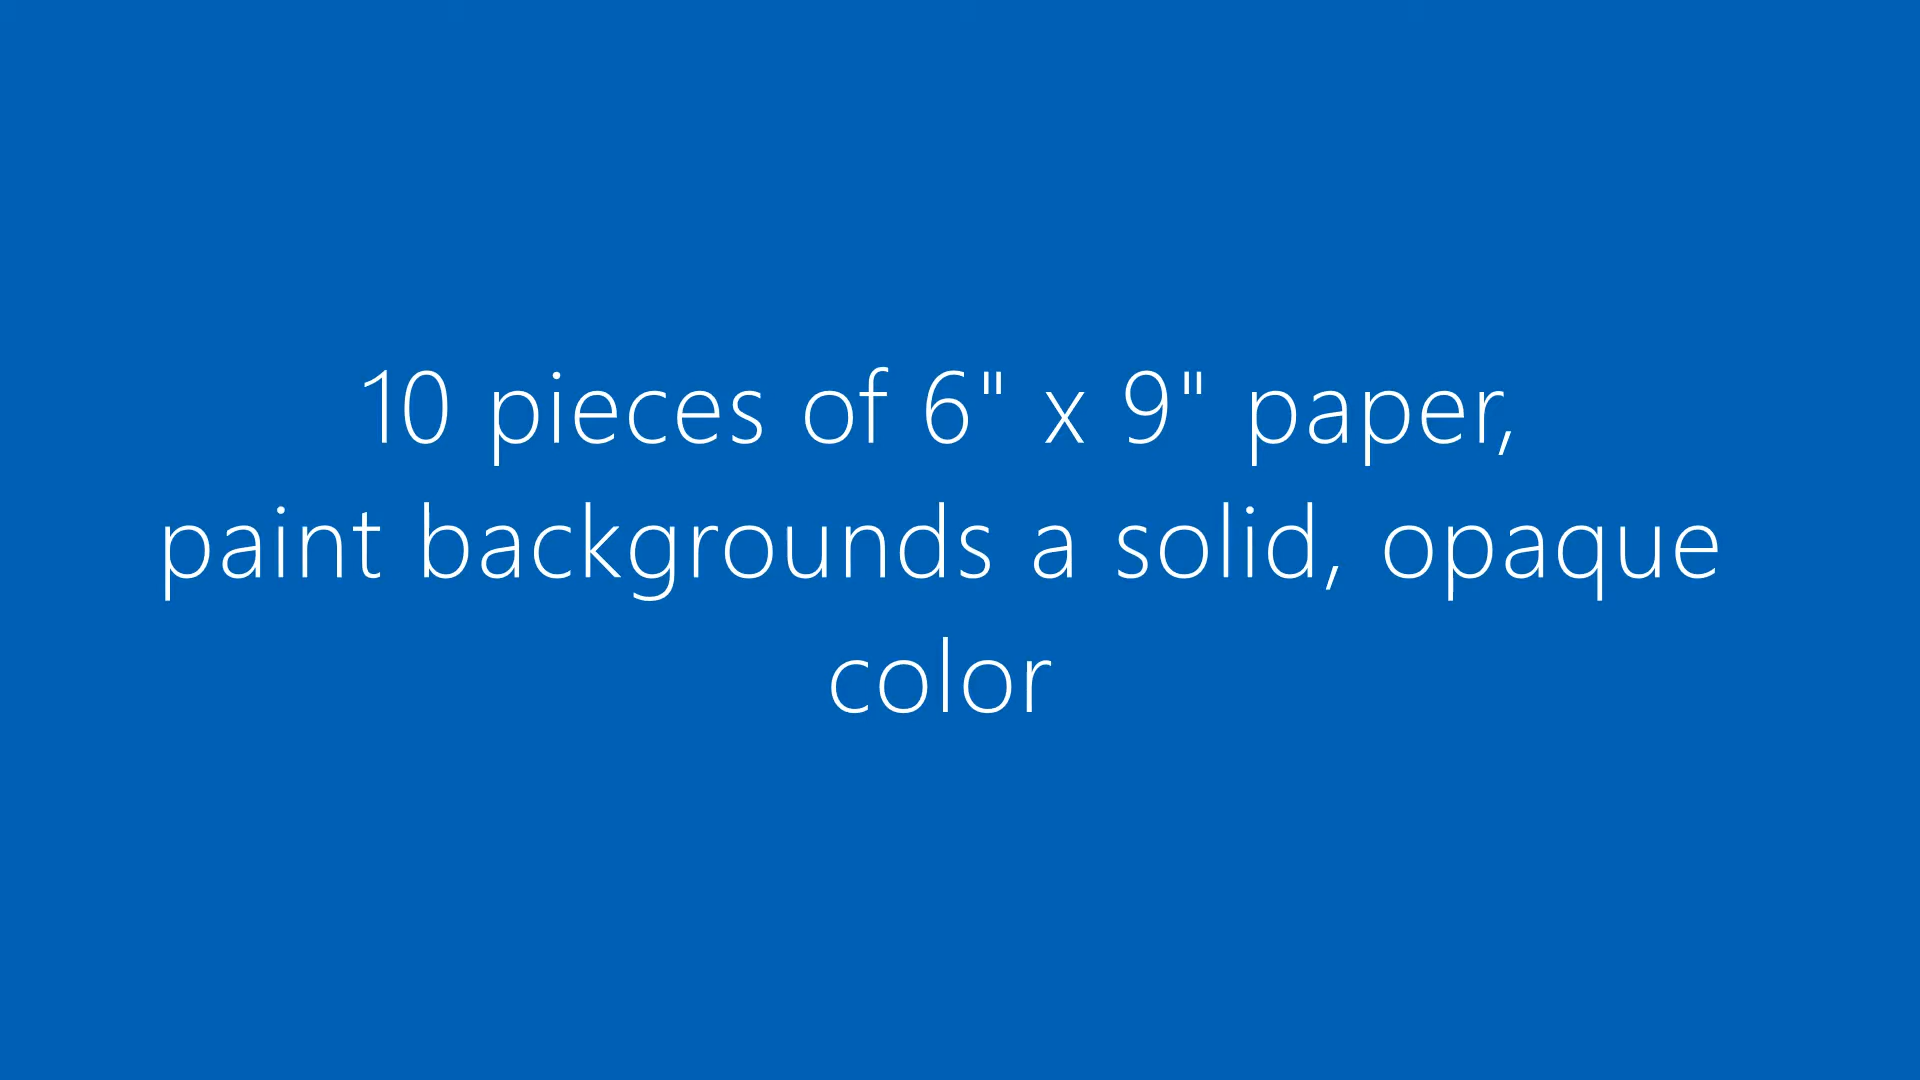 10 pieces of 6" x 9" paper,
paint backgrounds a solid, opaque
color